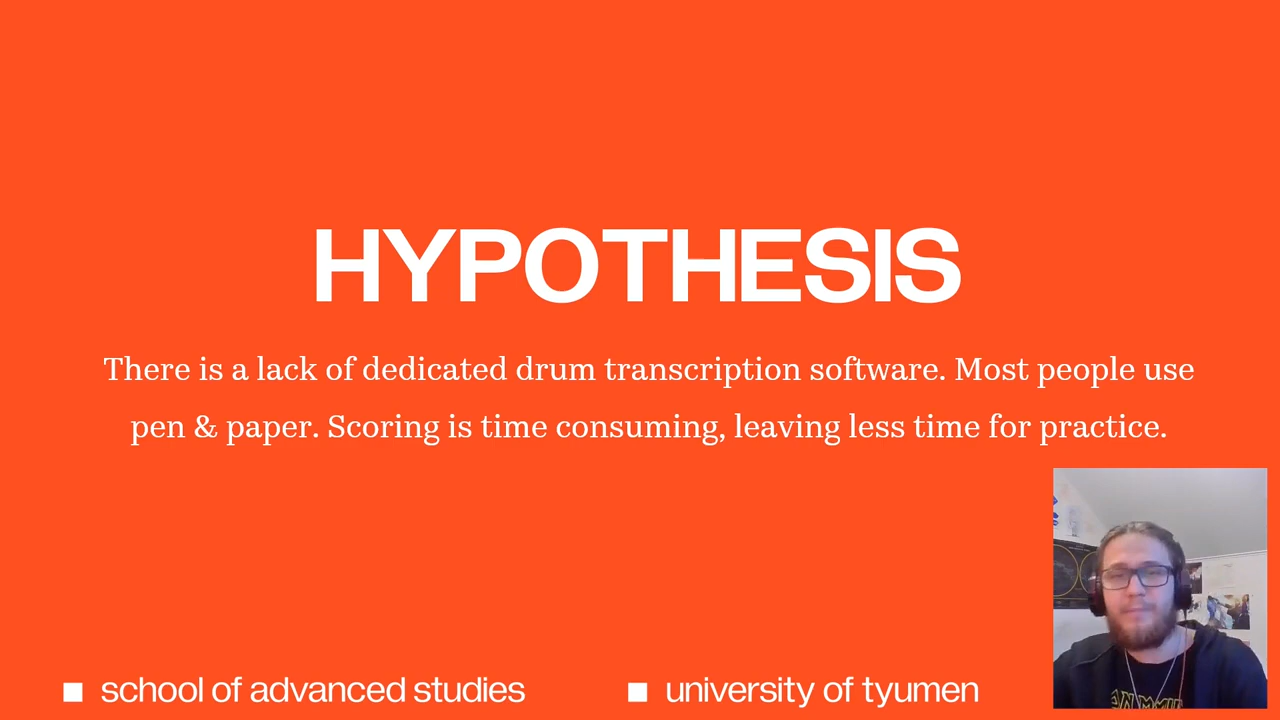 HYPOTHESIS
There is a lack of dedicated drum transcription software. Most people use
pen & paper. Scoring is time consuming, leaving less time for practice.
school of advanced studies
university of tyumen